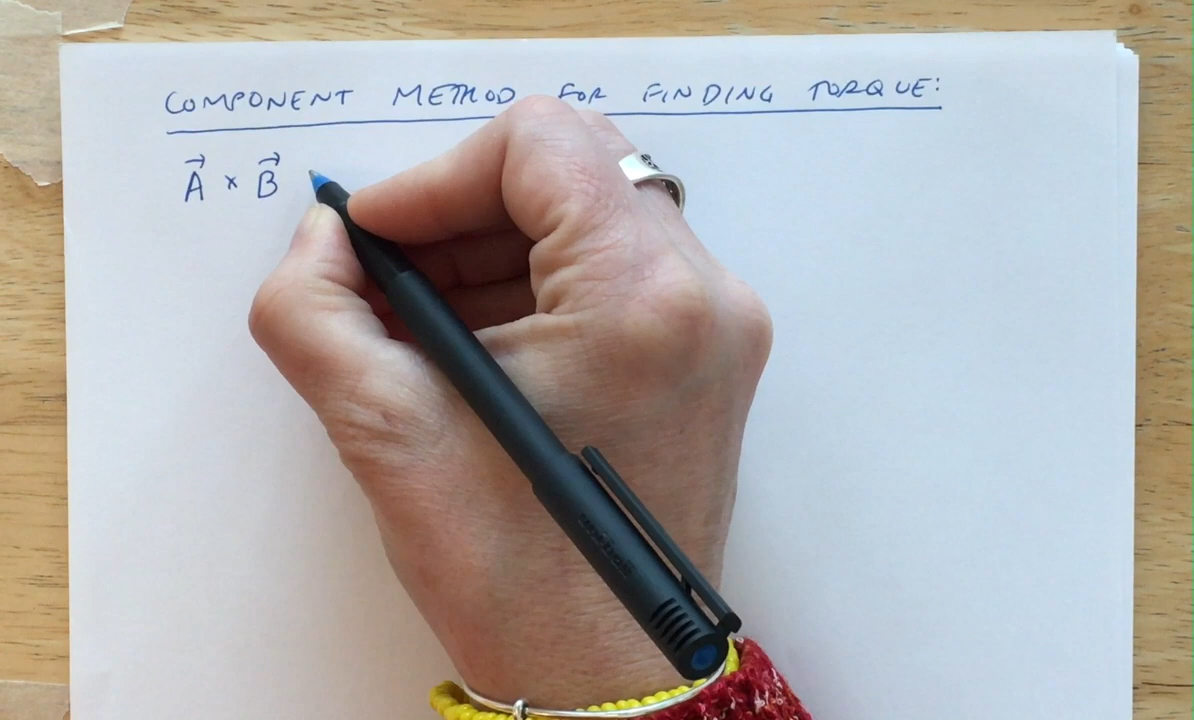 COMPONENT METHOD FOR FINDING TORQUE:
A⃗ × B⃗